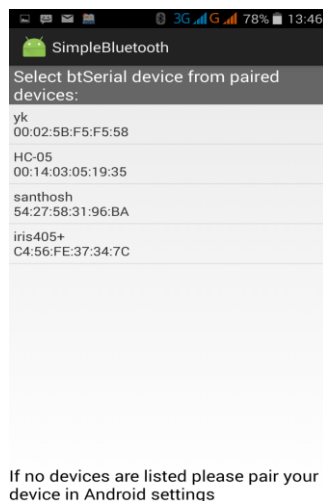 3G G 78% 13:46
SimpleBluetooth
Select btSerial device from paired
devices:
yk
00:02:5B:F5:F5:58
HC-05
00:14:03:05:19:35
santhosh
54:27:58:31:96:BA
iris405+
C4:56:FE:37:34:7C
If no devices are listed please pair your
device in Android settings